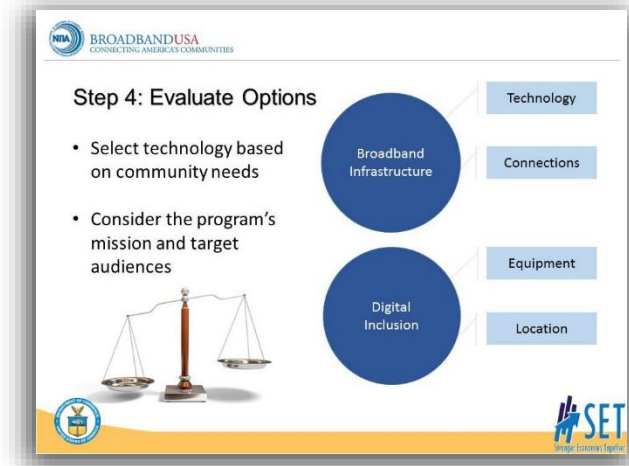 NTIA
BROADBANDUSA
CONNECTING AMERICA'S COMMUNITIES
Step 4: Evaluate Options
• Select technology based
on community needs
• Consider the program's
mission and target
audiences
Broadband
Infrastructure
Technology
Connections
Digital
Inclusion
Equipment
Location
SET
Stronger Economies Together